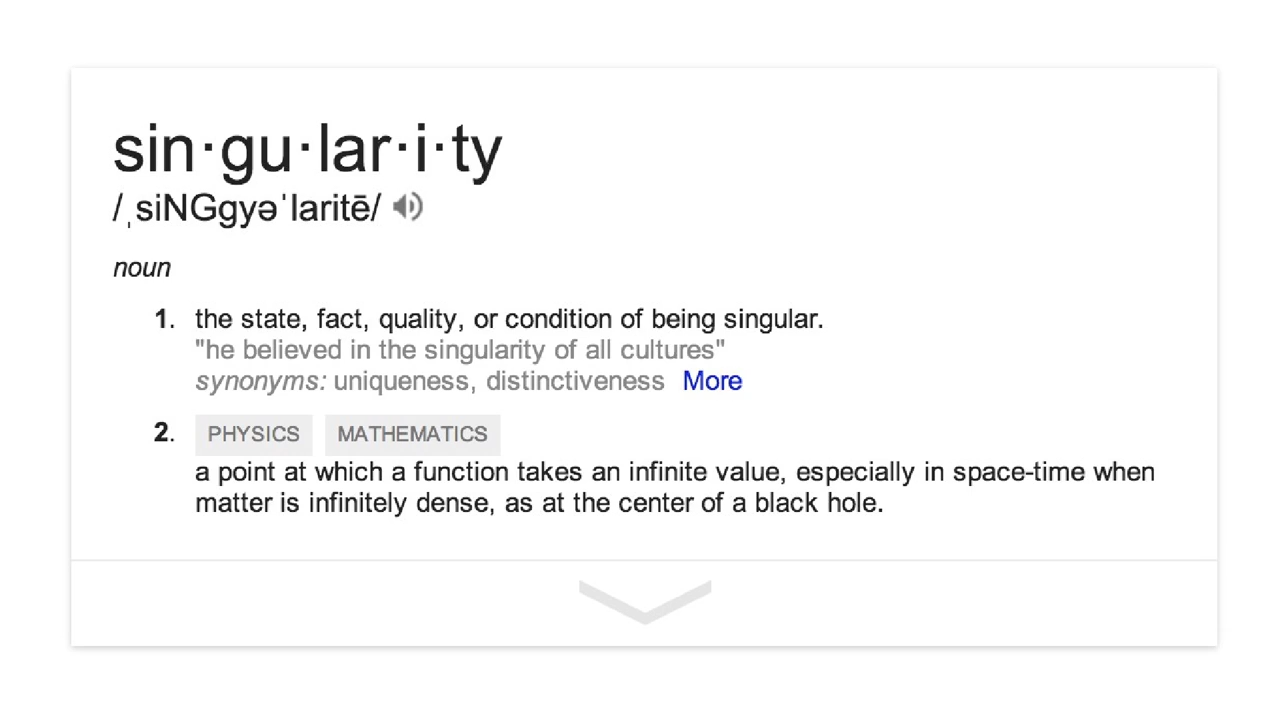 sin·gu·lar·i·ty
/ˌsiNGgyəˈlaritē/
noun
1. the state, fact, quality, or condition of being singular.
"he believed in the singularity of all cultures"
synonyms: uniqueness, distinctiveness More
2. PHYSICS MATHEMATICS
a point at which a function takes an infinite value, especially in space-time when
matter is infinitely dense, as at the center of a black hole.